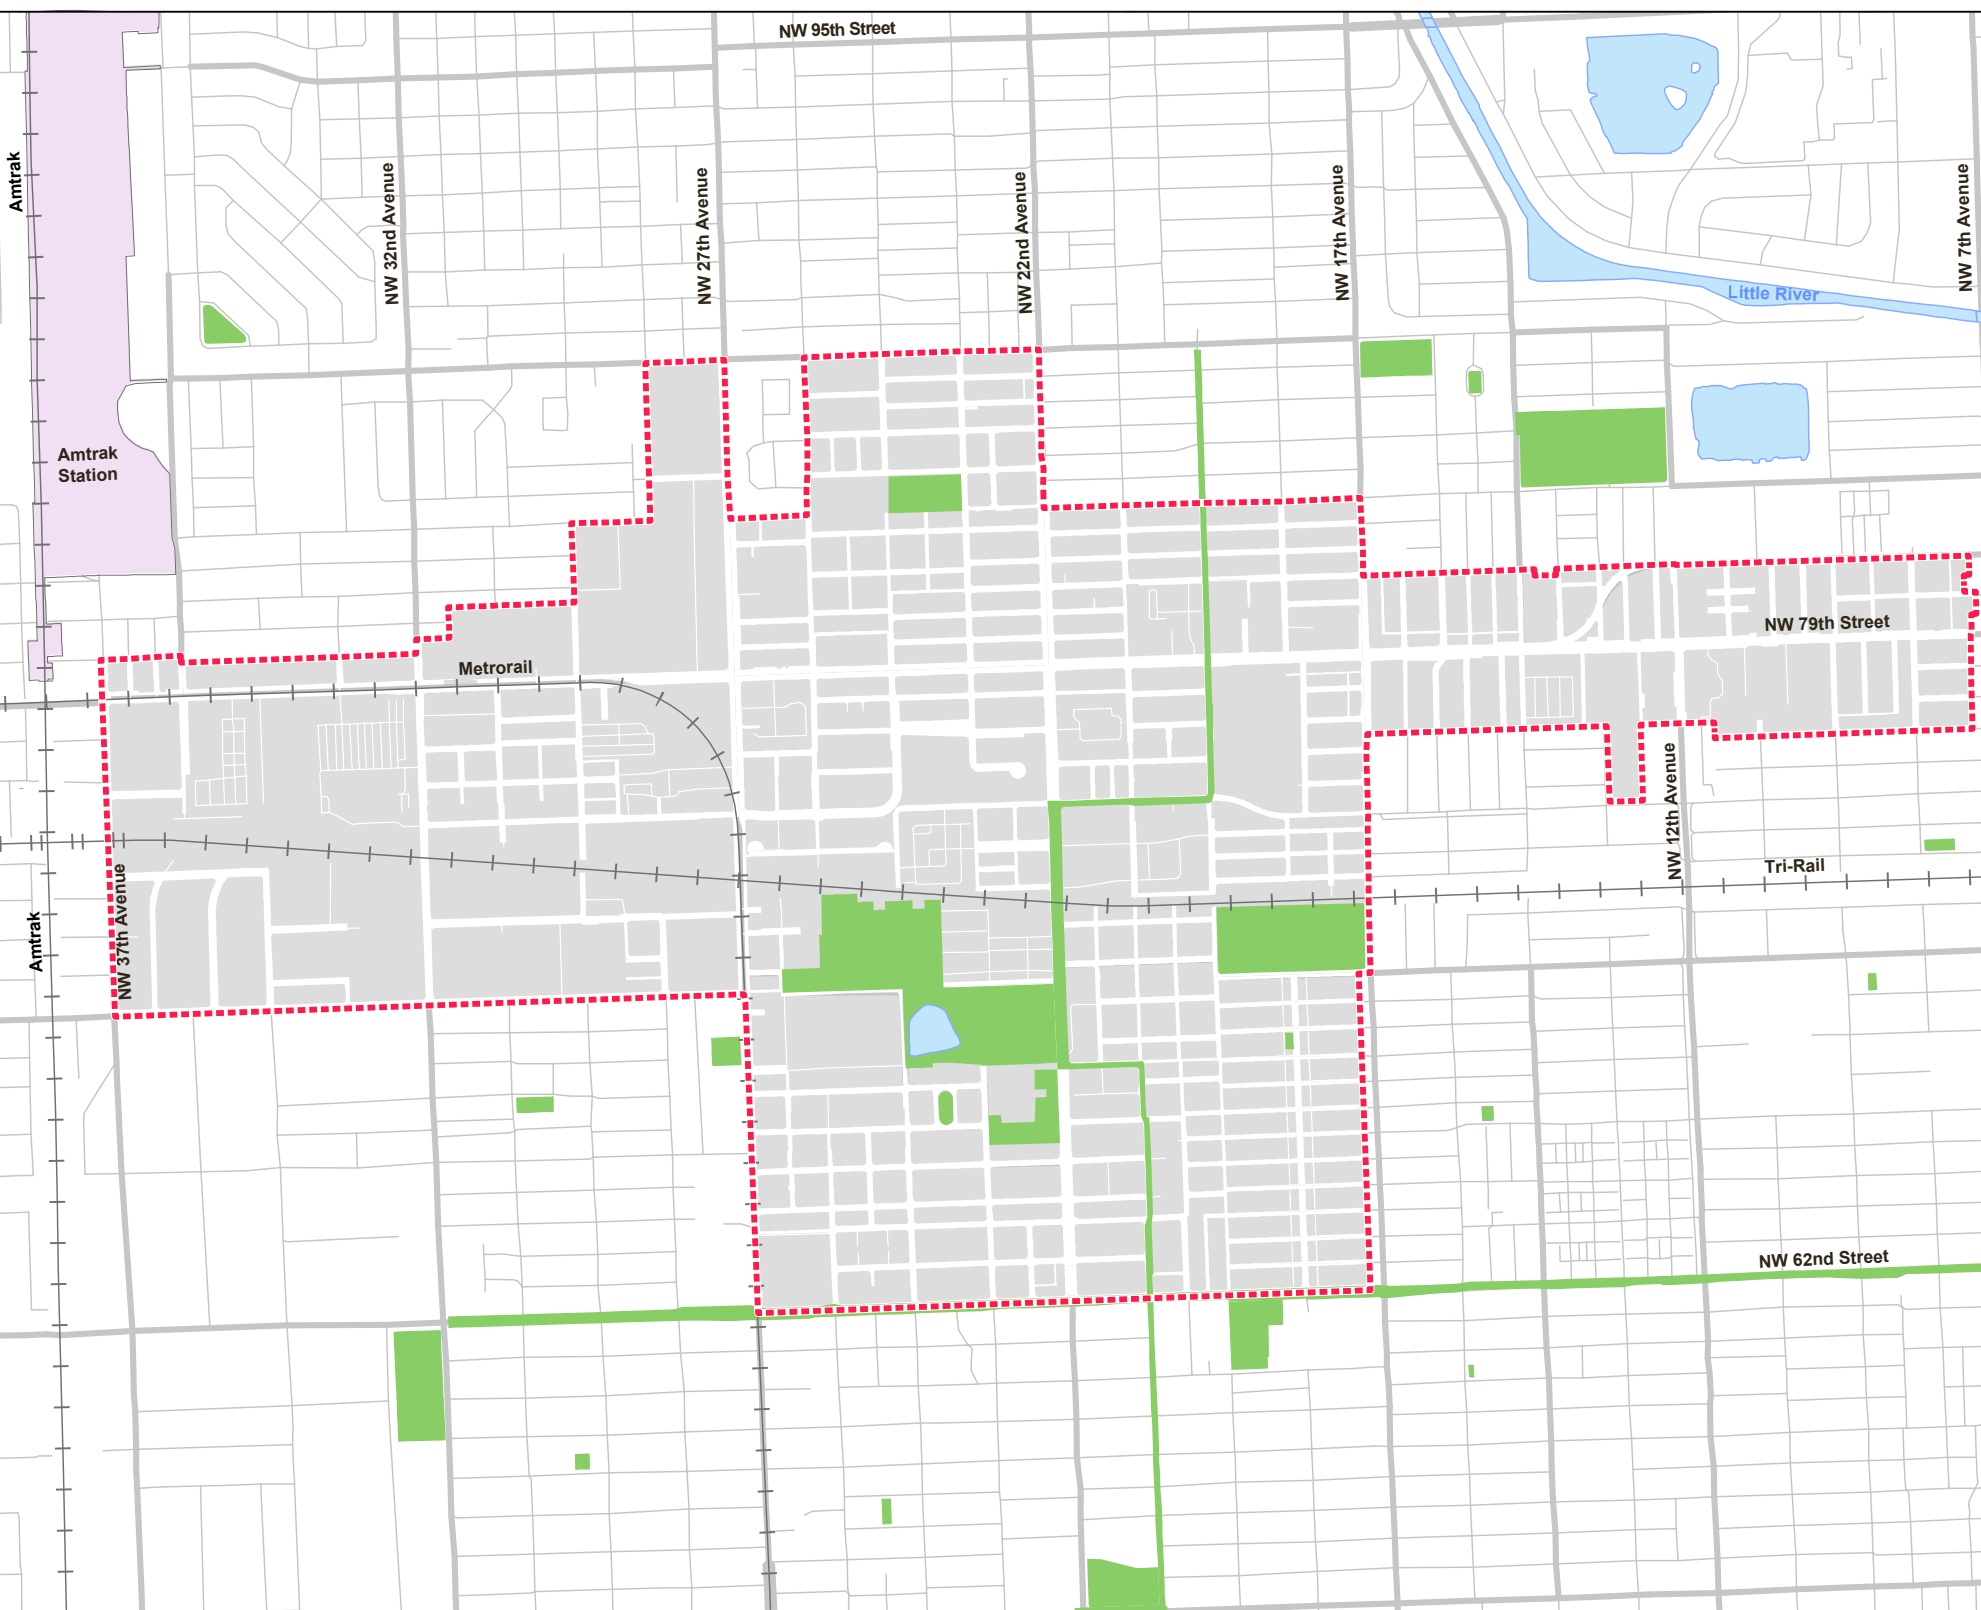 NW 95th Street
Amtrak
NW 32nd Avenue
NW 27th Avenue
NW 22nd Avenue
NW 17th Avenue
NW 7th Avenue
Little River
Amtrak
Station
NW 79th Street
Metrorail
NW 12th Avenue
Tri-Rail
NW 37th Avenue
Amtrak
NW 62nd Street